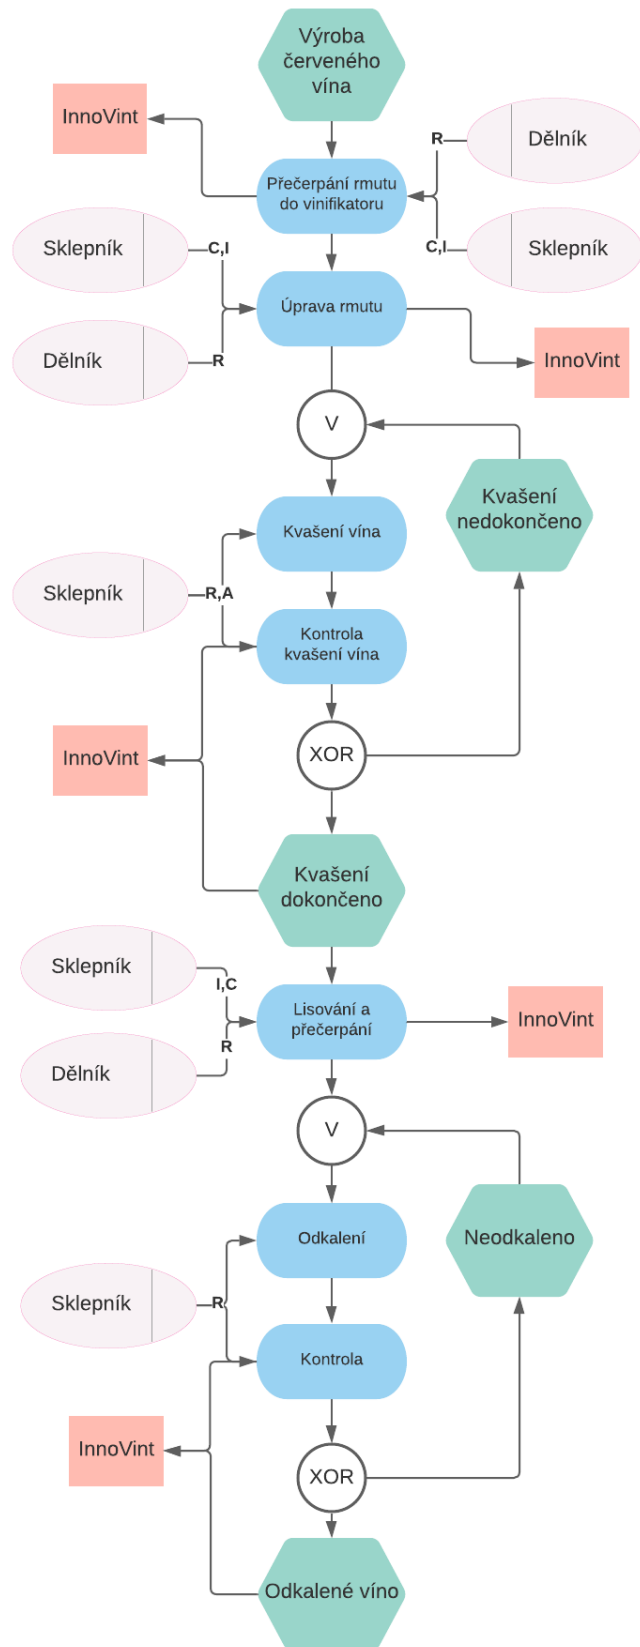 Výroba
červeného
vína
InnoVint
R
Dělník
Přečerpání rmutu
do vinifikatoru
Sklepník
C,I
C,I
Sklepník
Úprava rmutu
Dělník
R
InnoVint
V
Kvašení
nedokončeno
Kvašení vína
Sklepník
R,A
Kontrola
kvašení vína
InnoVint
XOR
Kvašení
dokončeno
Sklepník
I,C
Lisování a
přečerpání
InnoVint
R
Dělník
V
Odkalení
Neodkaleno
Sklepník
R
Kontrola
InnoVint
XOR
Odkalené víno